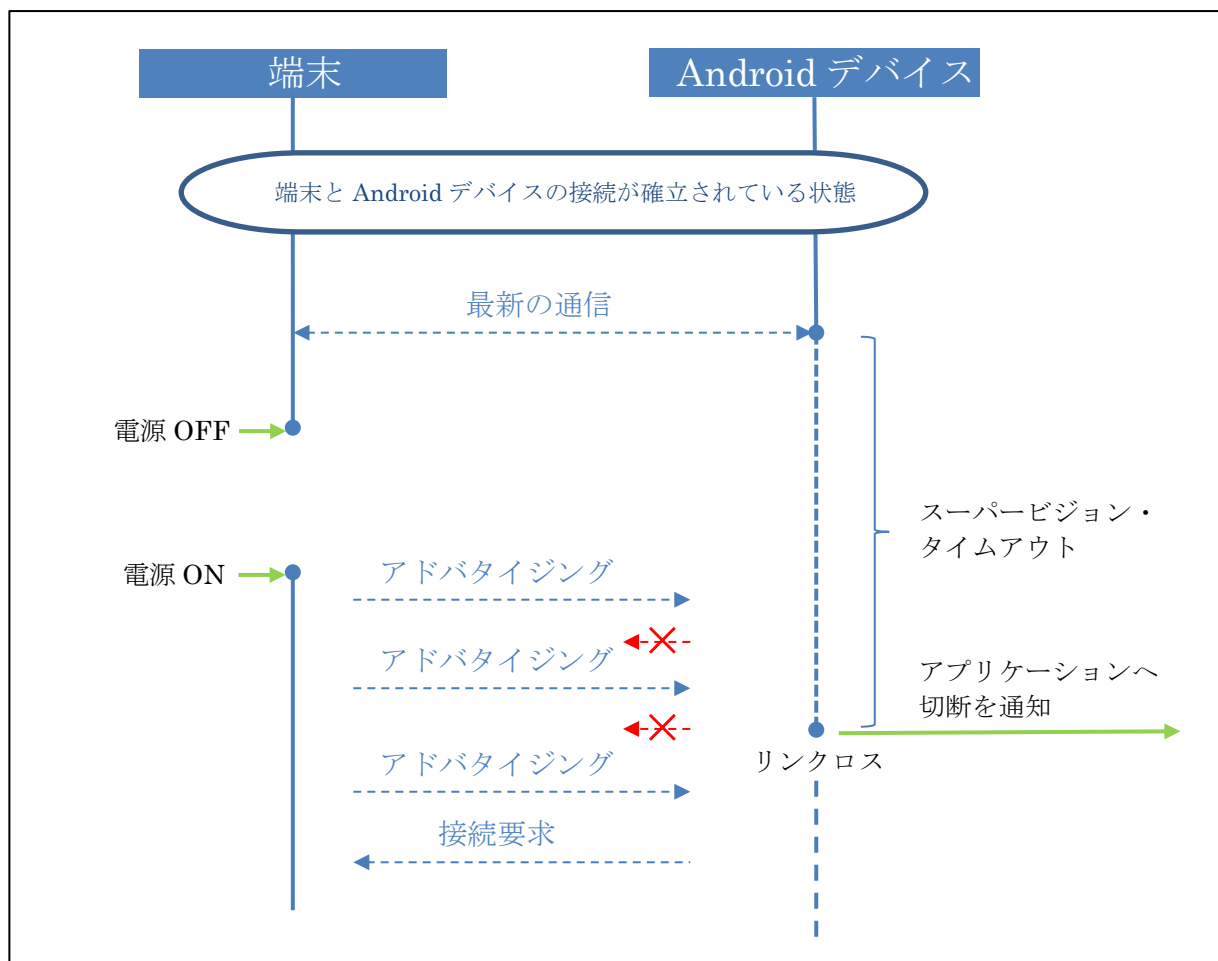 端末
Android デバイス
端末と Android デバイスの接続が確立されている状態
最新の通信
電源 OFF
スーパービジョン・
タイムアウト
電源 ON
アドバタイジング
アドバタイジング
アプリケーションへ
切断を通知
リンクロス
アドバタイジング
接続要求